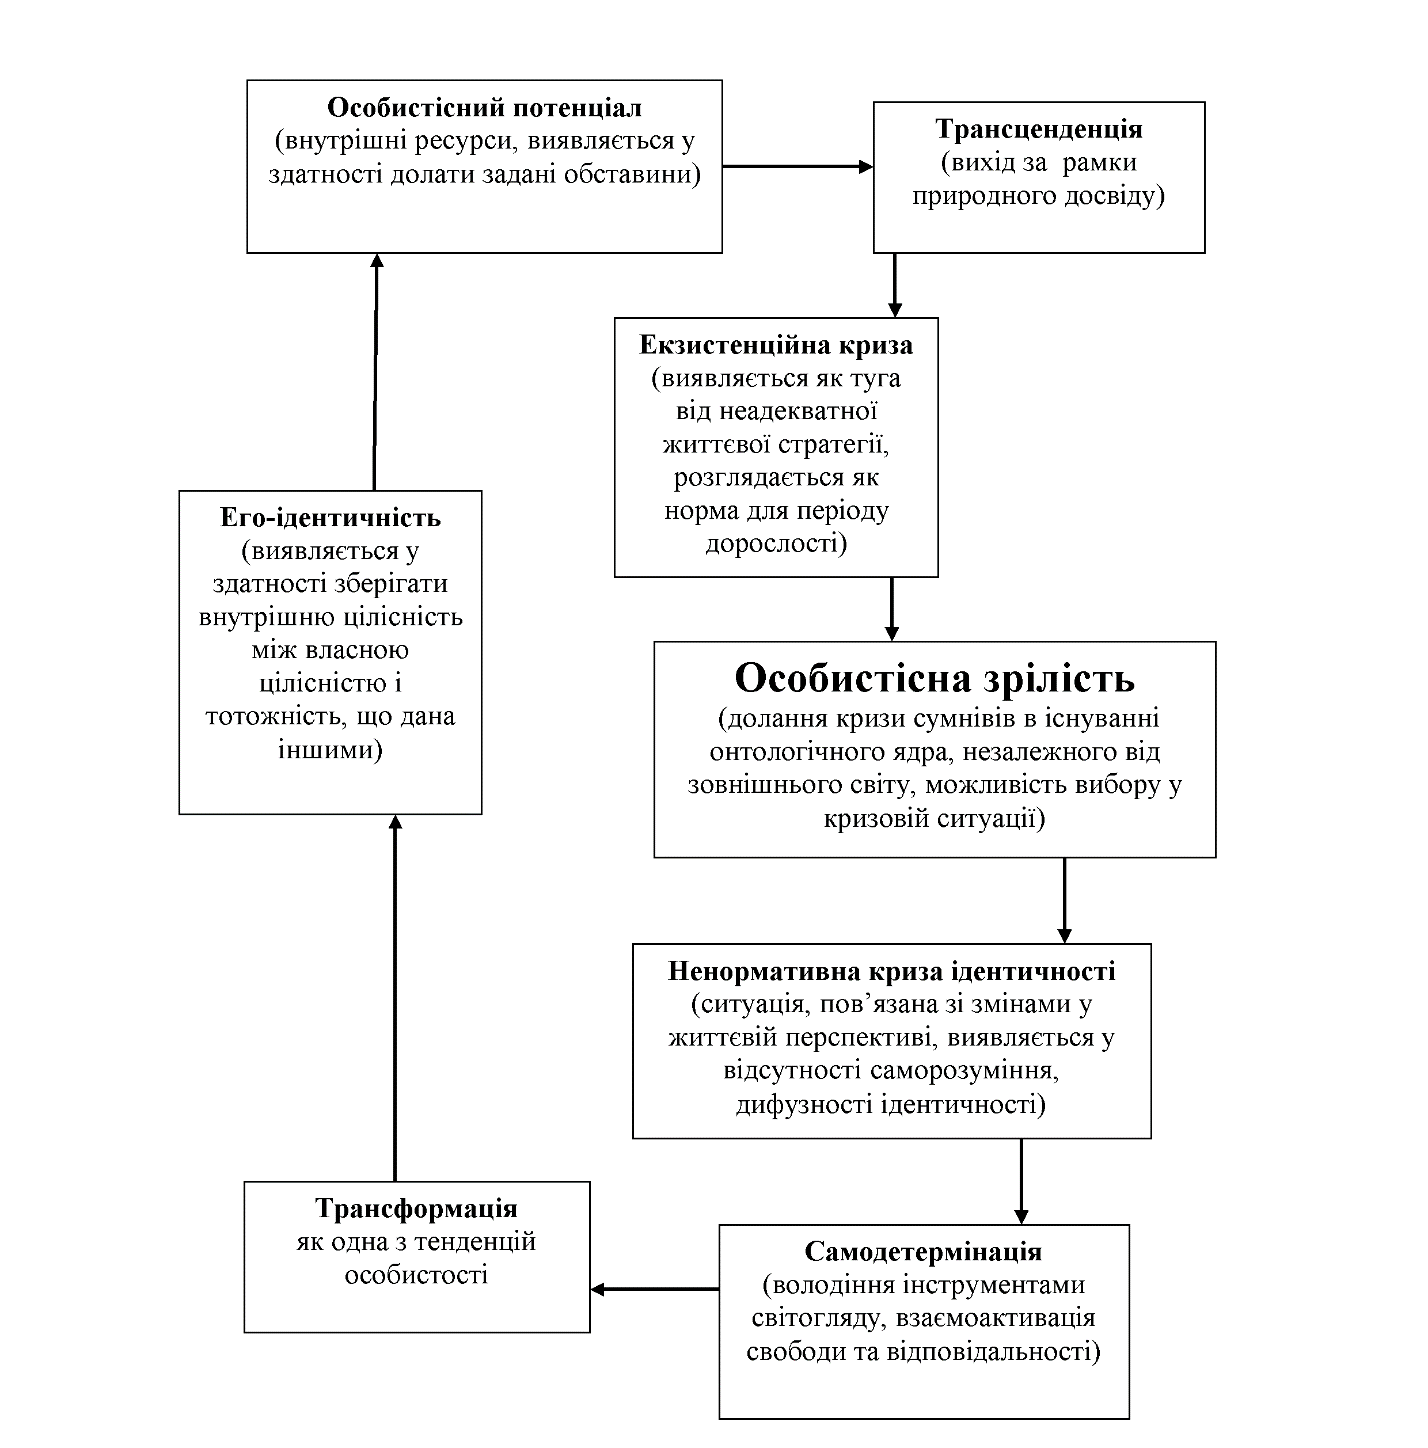 Особистісний потенціал
(внутрішні ресурси, виявляється у
здатності долати задані обставини)
Трансценденція
(вихід за рамки
природного досвіду)
Екзистенційна криза
(виявляється як туга
від неадекватної
життєвої стратегії,
розглядається як
норма для періоду
дорослості)
Его-ідентичність
(виявляється у
здатності зберігати
внутрішню цілісність
між власною
цілісністю і
тотожність, що дана
іншими)
Особистісна зрілість
(долання кризи сумнівів в існуванні
онтологічного ядра, незалежного від
зовнішнього світу, можливість вибору у
кризовій ситуації)
Ненормативна криза ідентичності
(ситуація, пов’язана зі змінами у
життєвій перспективі, виявляється у
відсутності саморозуміння,
дифузності ідентичності)
Трансформація
як одна з тенденцій
особистості
Самодетермінація
(володіння інструментами
світогляду, взаємоактивація
свободи та відповідальності)